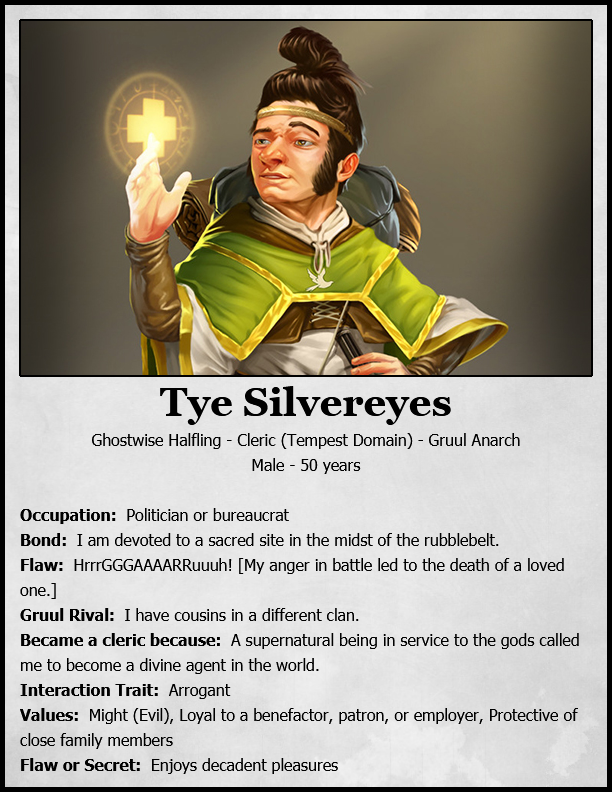 Tye Silvereyes
Ghostwise Halfling - Cleric (Tempest Domain) - Gruul Anarch
Male - 50 years
Occupation: Politician or bureaucrat
Bond: I am devoted to a sacred site in the midst of the rubblebelt.
Flaw: HrrrGGGAAAARRuuuh! [My anger in battle led to the death of a loved
one.]
Gruul Rival: I have cousins in a different clan.
Became a cleric because: A supernatural being in service to the gods called
me to become a divine agent in the world.
Interaction Trait: Arrogant
Values: Might (Evil), Loyal to a benefactor, patron, or employer, Protective of
close family members
Flaw or Secret: Enjoys decadent pleasures